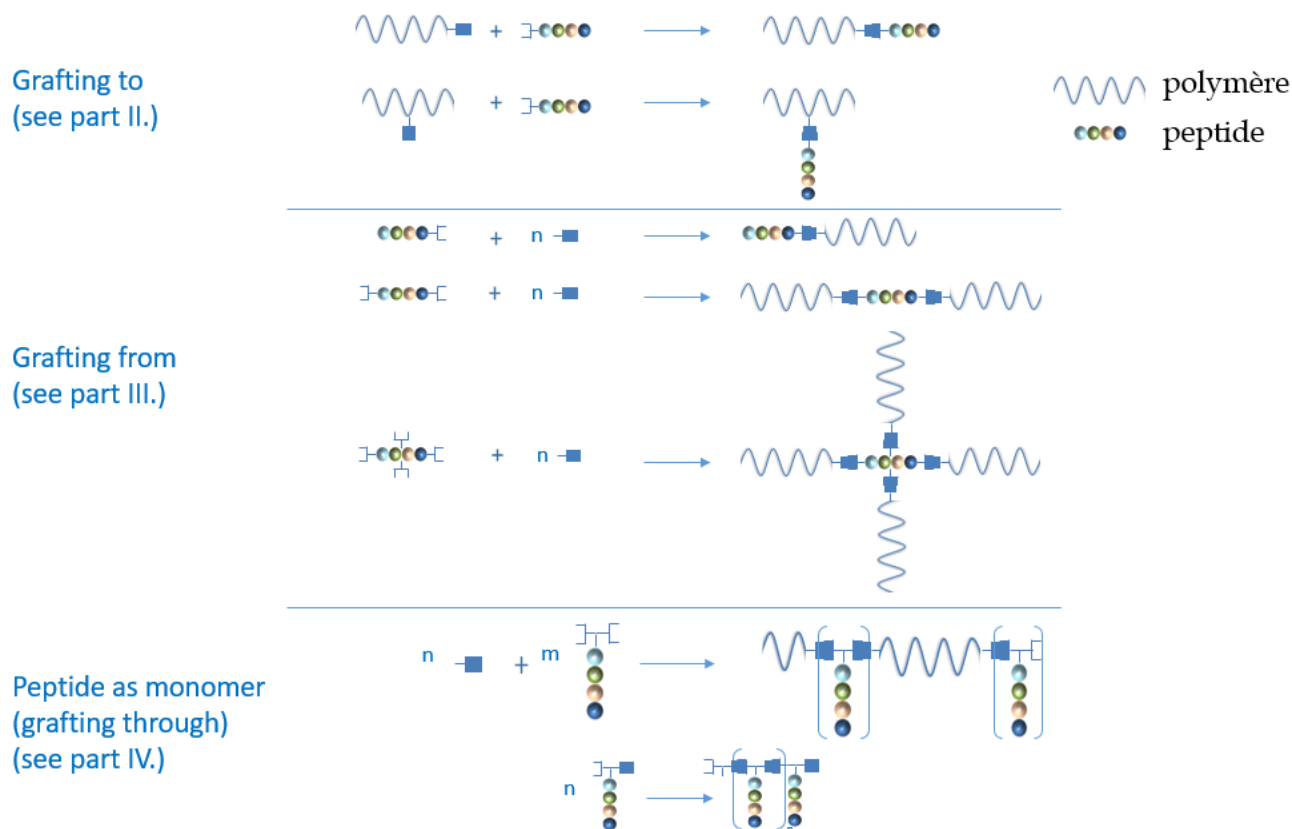 +
Grafting to
(see part II.)
+
polymère
peptide
+ n
+ n
Grafting from
(see part III.)
+ n
n + m
Peptide as monomer
(grafting through)
(see part IV.)
n